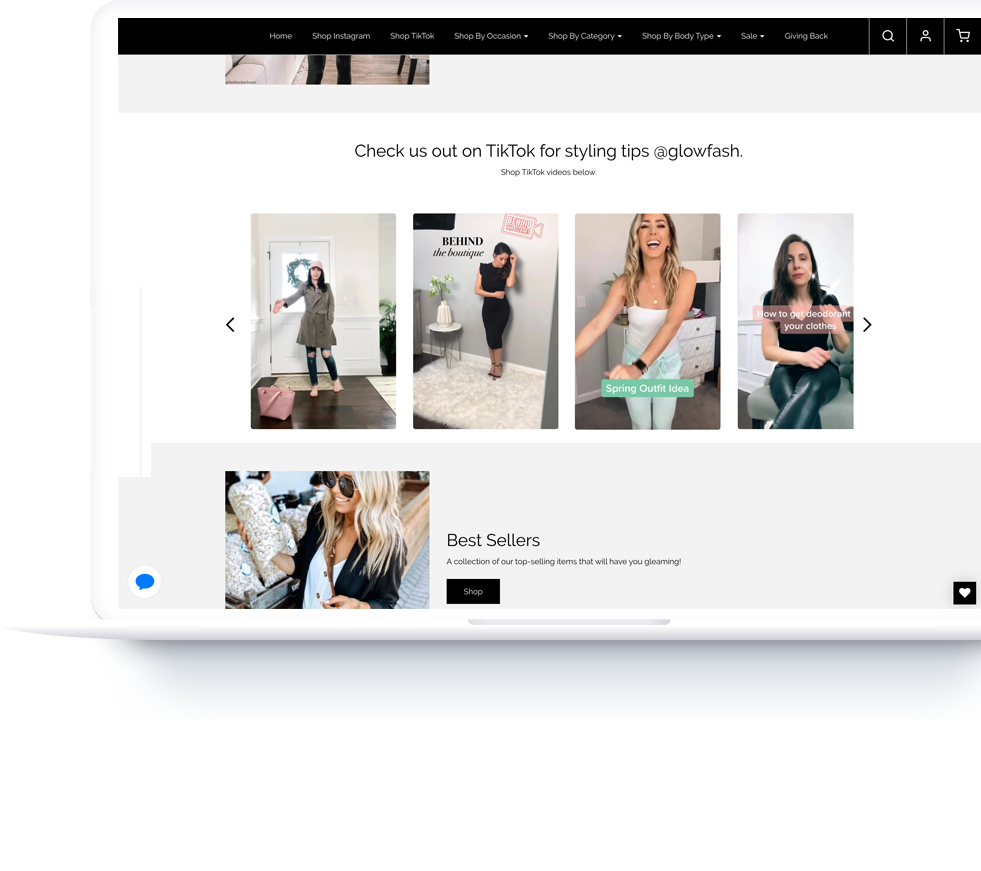 Home Shop Instagram Shop TikTok Shop By Occasion Shop By Category Shop By Body Type Sale Giving Back
Check us out on TikTok for styling tips @glowfash.
Shop TikTok videos below.
BEHIND
the boutique
BEHIND
Spring Outfit Idea
How to get deodorant
your clothes
Best Sellers
A collection of our top-selling items that will have you gleaming!
Shop